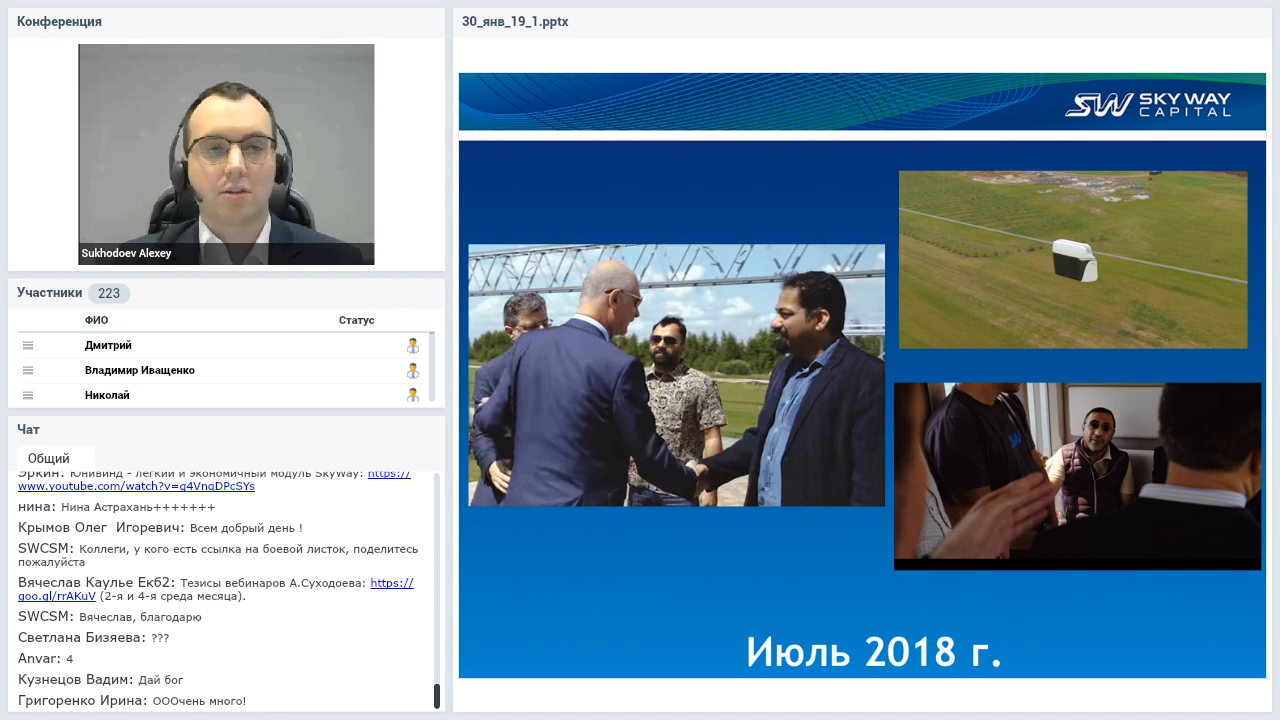 Конференция
Sukhodoev Alexey
Участники 223
ФИО Статус
Дмитрий
Владимир Иващенко
Николай
Чат
Общий
Эркин: Юнивинд - легкий и экономичный модуль SkyWay: https://
www.youtube.com/watch?v=g4VnqDPcSYs
нина: Нина Астрахань+++++++
Крымов Олег Игоревич: Всем добрый день !
SWCSM: Коллеги, у кого есть ссылка на боевой листок, поделитесь
пожалуйста
Вячеслав Каулье Екб2: Тезисы вебинаров А.Суходоева: https://
goo.gl/rrAKuV (2-я и 4-я среда месяца).
SWCSM: Вячеслав, благодарю
Светлана Бизяева: ???
Anvar: 4
Кузнецов Вадим: Дай бог
Григоренко Ирина: ОООчень много!
30_янв_19_1.pptx
SW SKY WAY
CAPITAL
SW
Июль 2018 г.